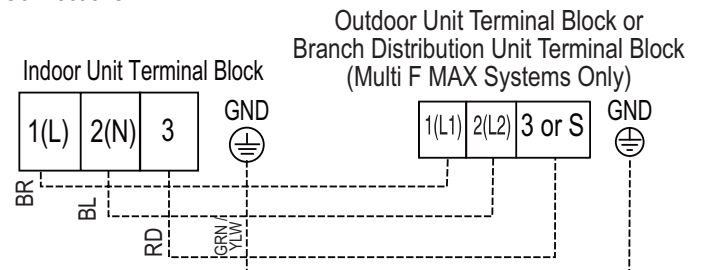 Outdoor Unit Terminal Block or
Branch Distribution Unit Terminal Block
(Multi F MAX Systems Only)
Indoor Unit Terminal Block
GND
1(L) 2(N) 3
GND
1(L1) 2(L2) 3 or S
BR
BL
RD
GRN /
YLW